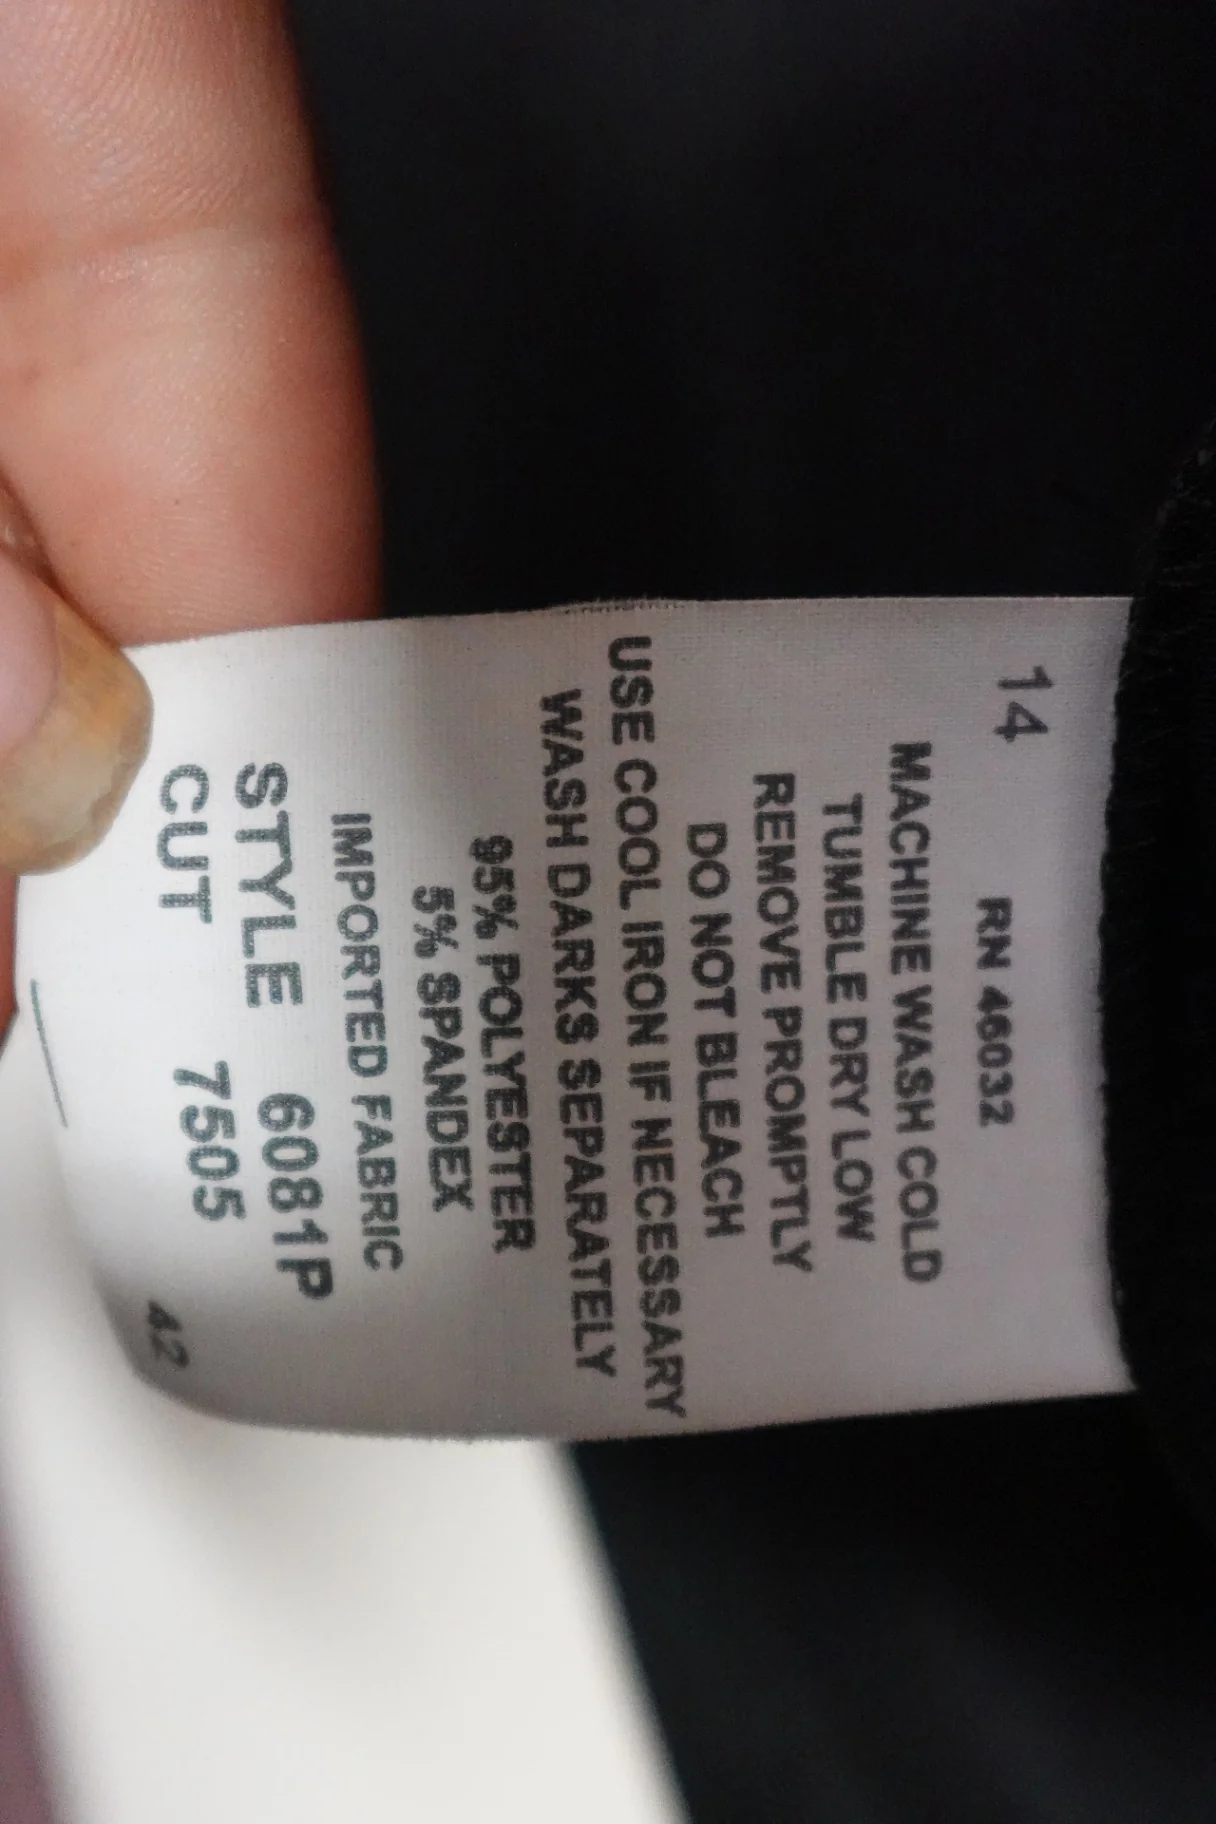 14
RN 46032
MACHINE WASH COLD
TUMBLE DRY LOW
REMOVE PROMPTLY
DO NOT BLEACH
USE COOL IRON IF NECESSARY
WASH DARKS SEPARATELY
95% POLYESTER
5% SPANDEX
IMPORTED FABRIC
STYLE 6081P
CUT 7505
42